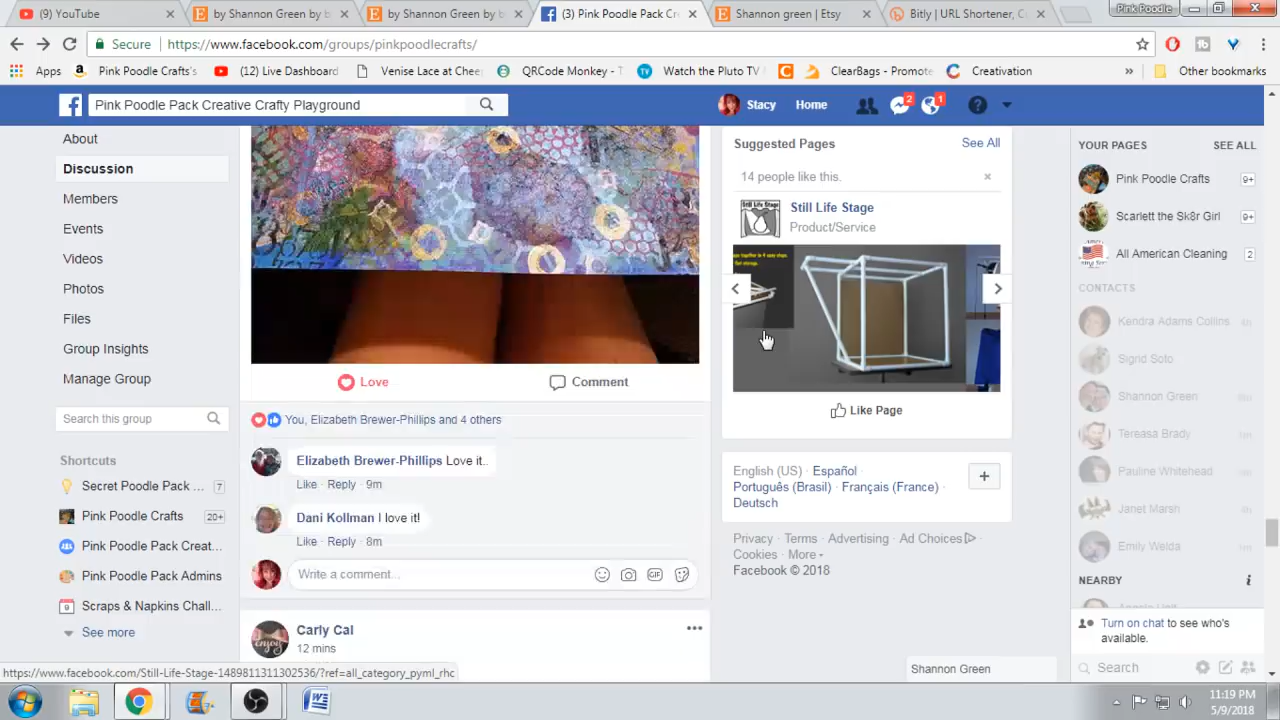 (9) YouTube
by Shannon Green by b
by Shannon Green by b
(3) Pink Poodle Pack Cr
Shannon green | Etsy
Bitly | URL Shortener, C
Pink Poodle
Secure
https://www.facebook.com/groups/pinkpoodlecrafts/
Apps
Pink Poodle Crafts's
(12) Live Dashboard
Venise Lace at Chee
QRCode Monkey - T
Watch the Pluto TV
ClearBags - Promote
Creativation
»
Other bookmarks
Pink Poodle Pack Creative Crafty Playground
Stacy
Home
2
1
About
Discussion
Members
Events
Videos
Photos
Files
Group Insights
Manage Group
Search this group
Shortcuts
Secret Poodle Pack ...
7
Pink Poodle Crafts
20+
Pink Poodle Pack Creat...
Pink Poodle Pack Admins
9
Scraps & Napkins Chall...
See more
Love
Comment
You, Elizabeth Brewer-Phillips and 4 others
Elizabeth Brewer-Phillips Love it..
Like · Reply · 9m
Dani Kollman I love it!
Like · Reply · 8m
Write a comment...
GIF
Carly Cal
12 mins
Suggested Pages
See All
14 people like this.
Still Life Stage
Product/Service
together in 4 easy steps.
Like Page
English (US) · Español ·
Português (Brasil) · Français (France) ·
Deutsch
Privacy · Terms · Advertising · Ad Choices ·
Cookies · More
Facebook © 2018
YOUR PAGES
SEE ALL
Pink Poodle Crafts
9+
Scarlett the Sk8r Girl
9+
All American Cleaning
2
CONTACTS
Kendra Adams Collins
Sigrid Soto
Shannon Green
Tereasa Brady
Pauline Whitehead
Janet Marsh
Emily Welda
NEARBY
Turn on chat to see who's
available.
Search
Shannon Green
https://www.facebook.com/Still-Life-Stage-1489811311302536/?ref=all_category_pyml_rhc
11:19 PM
5/9/2018